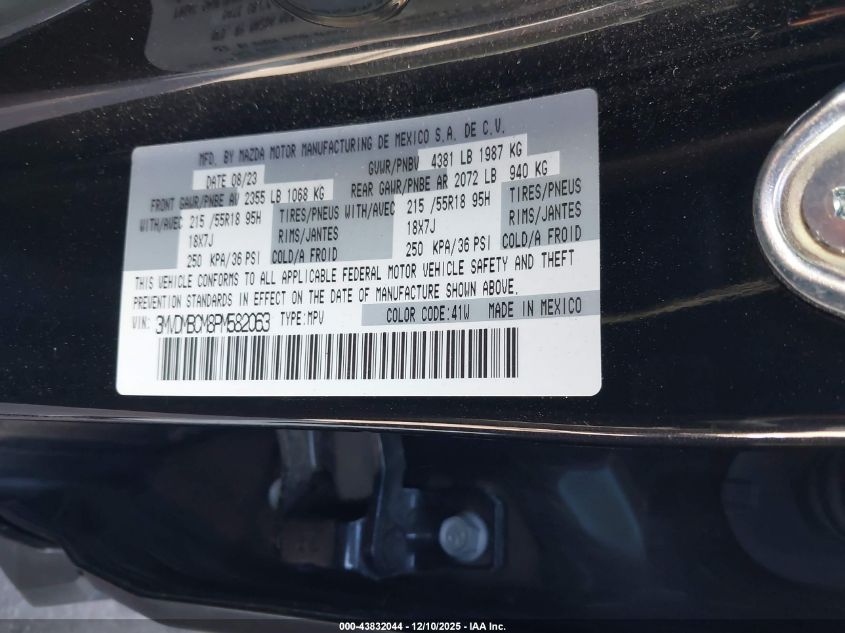 MFD. BY MAZDA MOTOR MANUFACTURING DE MEXICO S.A. DE C.V.
DATE 08/23 GVWR/PNBV 4381 LB 1987 KG
FRONT GAWR/PNBE AV 2355 LB 1068 KG REAR GAWR/PNBE AR 2072 LB 940 KG
WITH/AVEC 215 /55R18 95H TIRES/PNEUS WITH/AVEC 215 /55R18 95H TIRES/PNEUS
18X7J RIMS/JANTES 18X7J RIMS/JANTES
250 KPA/36 PSI COLD/A FROID 250 KPA/36 PSI COLD/A FROID
THIS VEHICLE CONFORMS TO ALL APPLICABLE FEDERAL MOTOR VEHICLE SAFETY AND THEFT
PREVENTION STANDARDS IN EFFECT ON THE DATE OF MANUFACTURE SHOWN ABOVE.
VIN: 3MVDMBCM8PM582063 TYPE:MPV COLOR CODE:41W MADE IN MEXICO
000-43832044 • 12/10/2025 • IAA Inc.